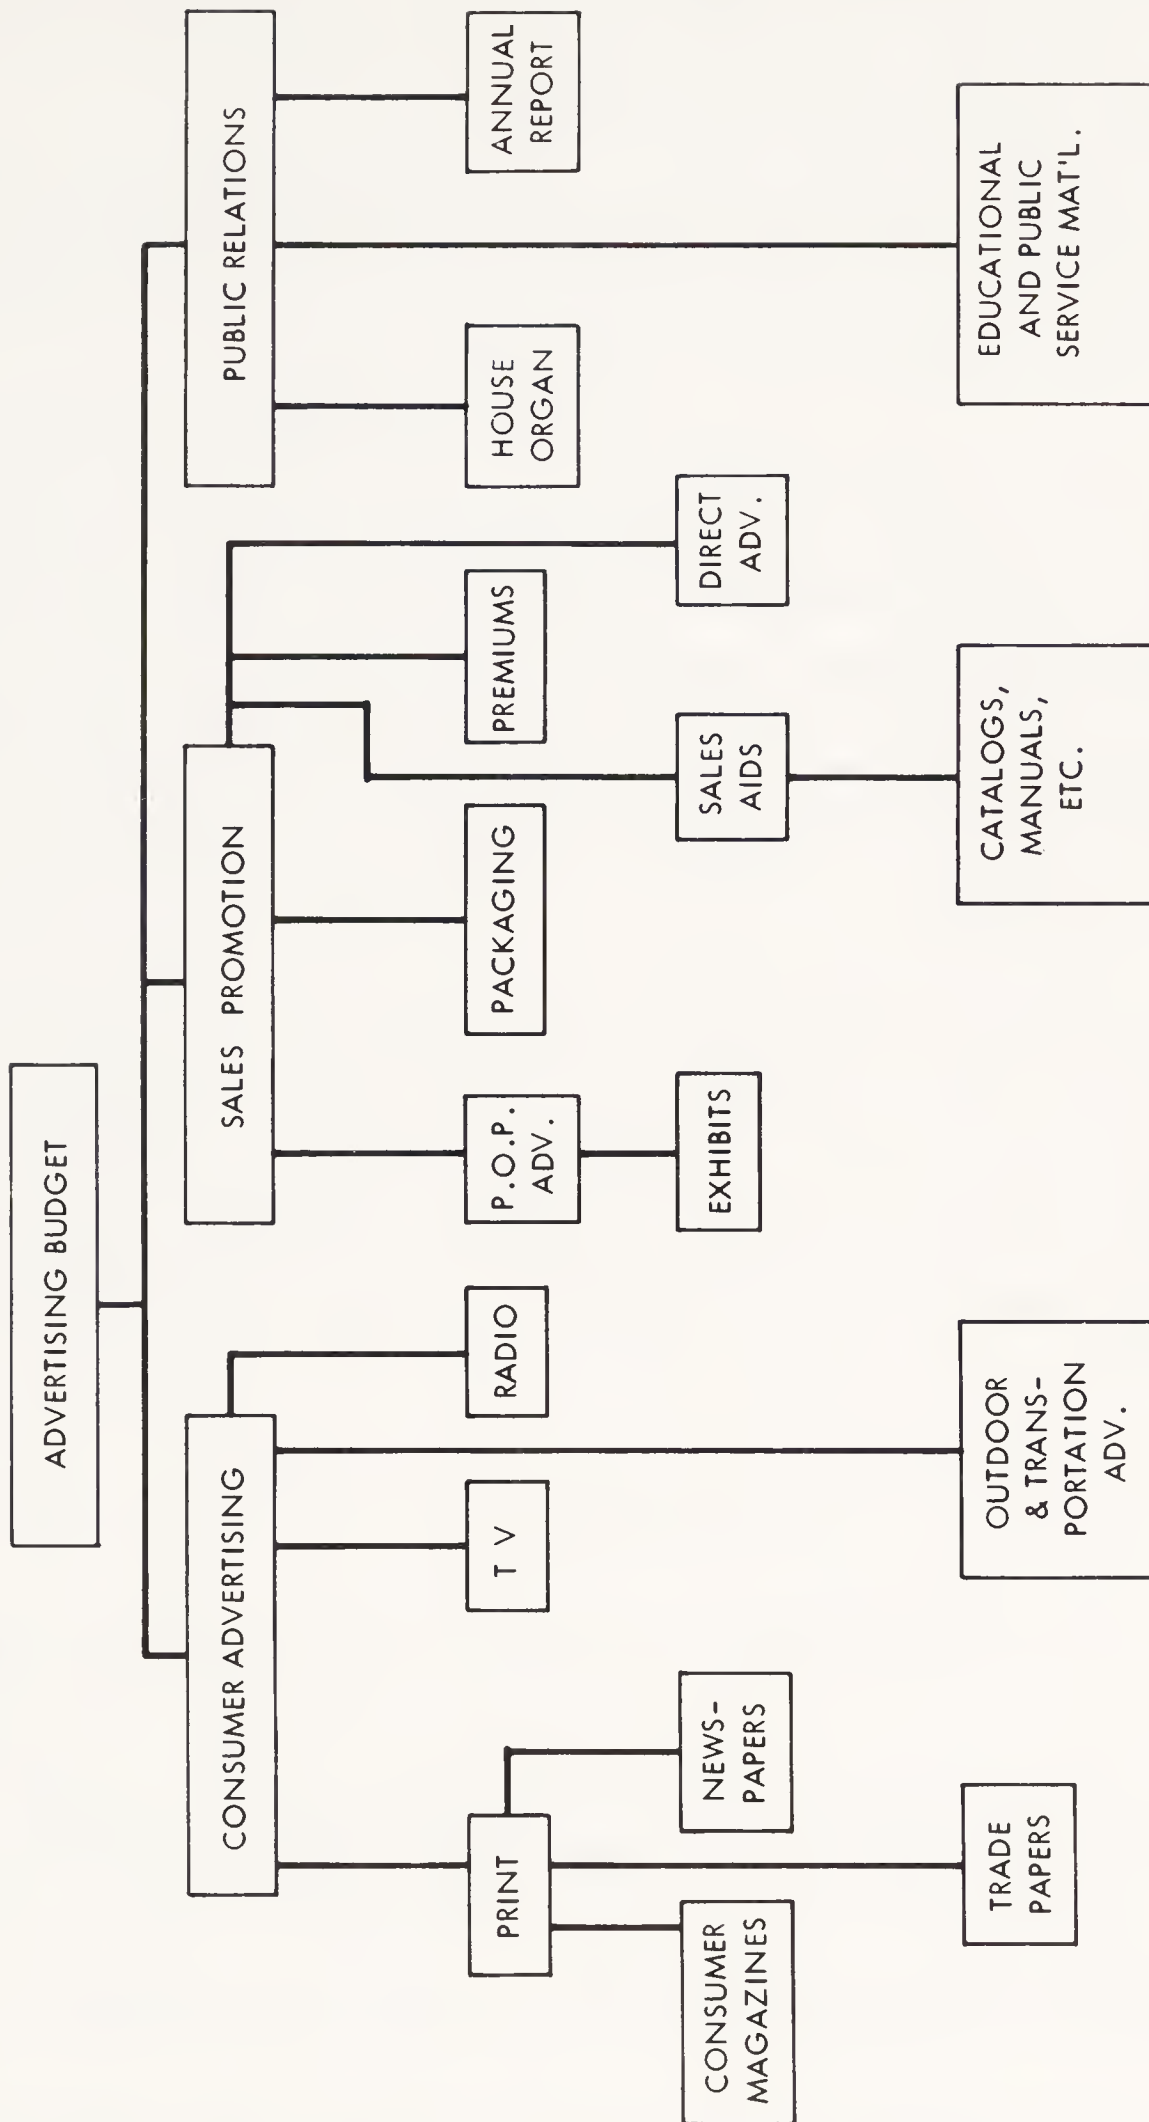 ADVERTISING BUDGET
CONSUMER ADVERTISING
SALES PROMOTION
PUBLIC RELATIONS
PRINT
T V
RADIO
P.O.P.
ADV.
PACKAGING
PREMIUMS
HOUSE
ORGAN
ANNUAL
REPORT
CONSUMER
MAGAZINES
NEWS-
PAPERS
EXHIBITS
SALES
AIDS
DIRECT
ADV.
TRADE
PAPERS
OUTDOOR
& TRANS-
PORTATION
ADV.
CATALOGS,
MANUALS,
ETC.
EDUCATIONAL
AND PUBLIC
SERVICE MAT'L.